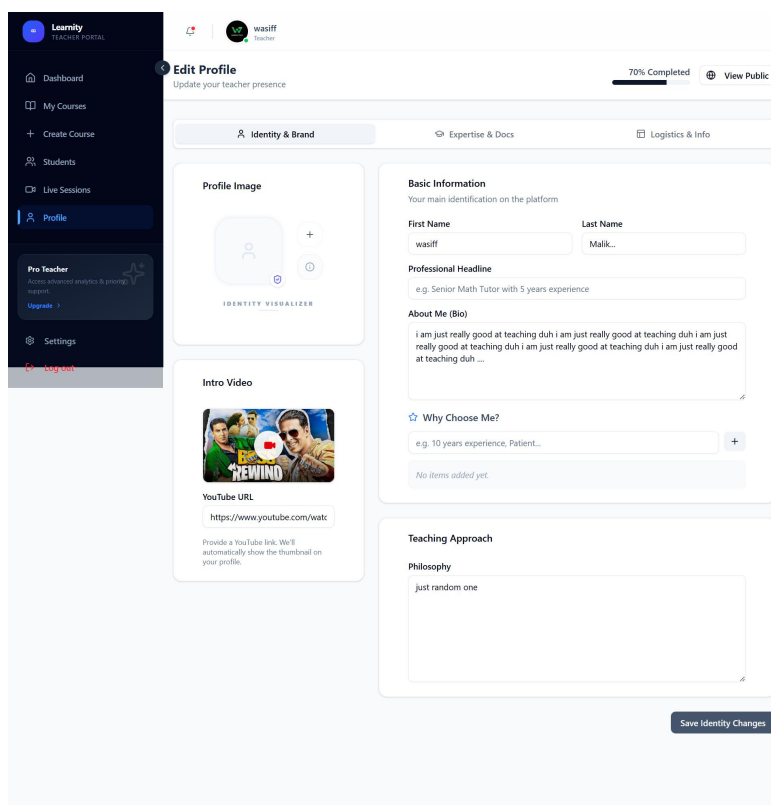 Learnity
TEACHER PORTAL
wasiff
Teacher
Dashboard
My Courses
Create Course
Students
Live Sessions
Profile
Pro Teacher
Access advanced analytics & priority
support.
Upgrade
Settings
Log out
Edit Profile
Update your teacher presence
70% Completed
View Public
Identity & Brand
Expertise & Docs
Logistics & Info
Profile Image
IDENTITY VISUALIZER
Intro Video
REWIND
YouTube URL
https://www.youtube.com/watc
Provide a YouTube link. We'll
automatically show the thumbnail on
your profile.
Basic Information
Your main identification on the platform
First Name
Last Name
wasiff
Malik...
Professional Headline
e.g. Senior Math Tutor with 5 years experience
About Me (Bio)
i am just really good at teaching duh i am just really good at teaching duh i am just
really good at teaching duh i am just really good at teaching duh i am just really good
at teaching duh ....
Why Choose Me?
e.g. 10 years experience, Patient...
No items added yet.
Teaching Approach
Philosophy
just random one
Save Identity Changes